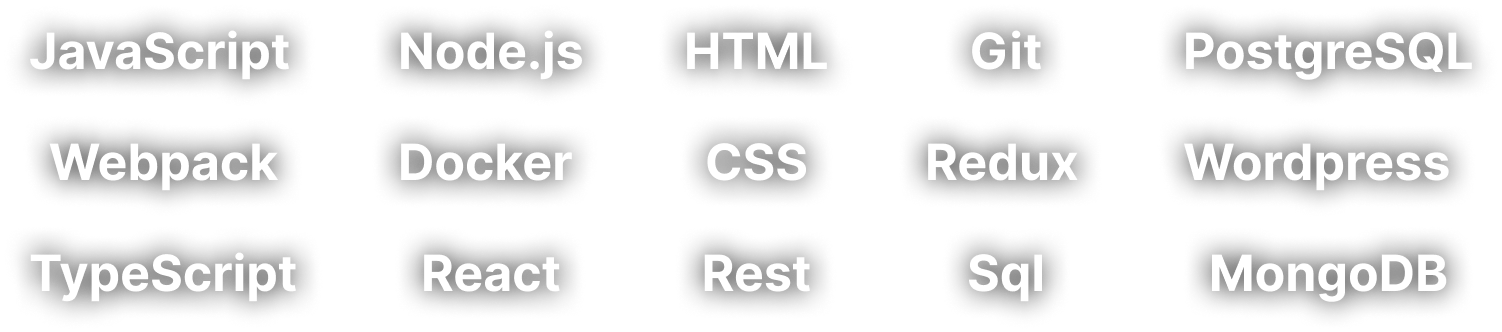 JavaScript Node.js HTML Git PostgreSQL
Webpack Docker CSS Redux Wordpress
TypeScript React Rest Sql MongoDB